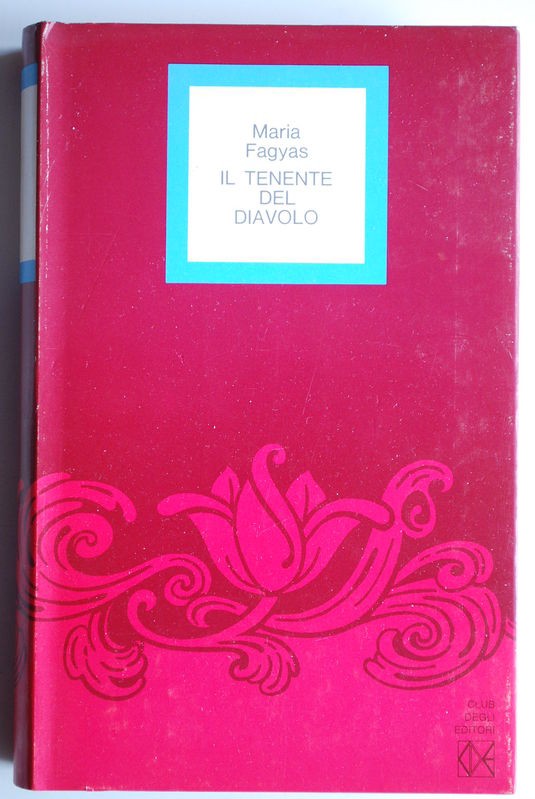 Maria
Fagyas
IL TENENTE
DEL
DIAVOLO
CLUB
DEGLI
EDITORI